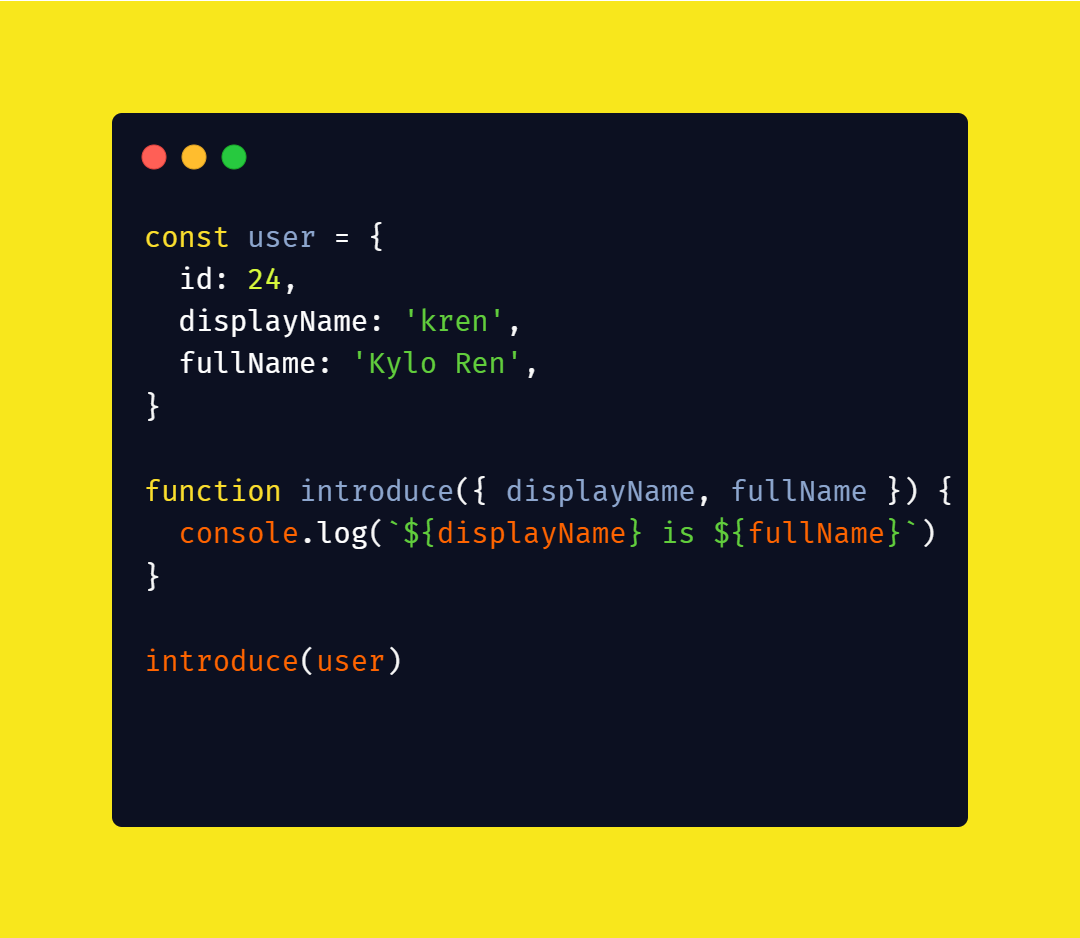 const user = {
  id: 24,
  displayName: 'kren',
  fullName: 'Kylo Ren',
}

function introduce({ displayName, fullName }) {
  console.log(`${displayName} is ${fullName}`)
}

introduce(user)